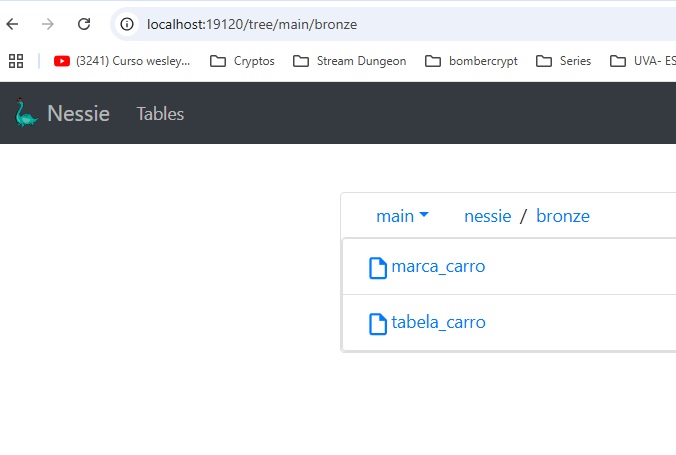 localhost:19120/tree/main/bronze
(3241) Curso wesley... Cryptos Stream Dungeon bombercrypt Series UVA- ES
Nessie Tables
main nessie / bronze
marca_carro
tabela_carro